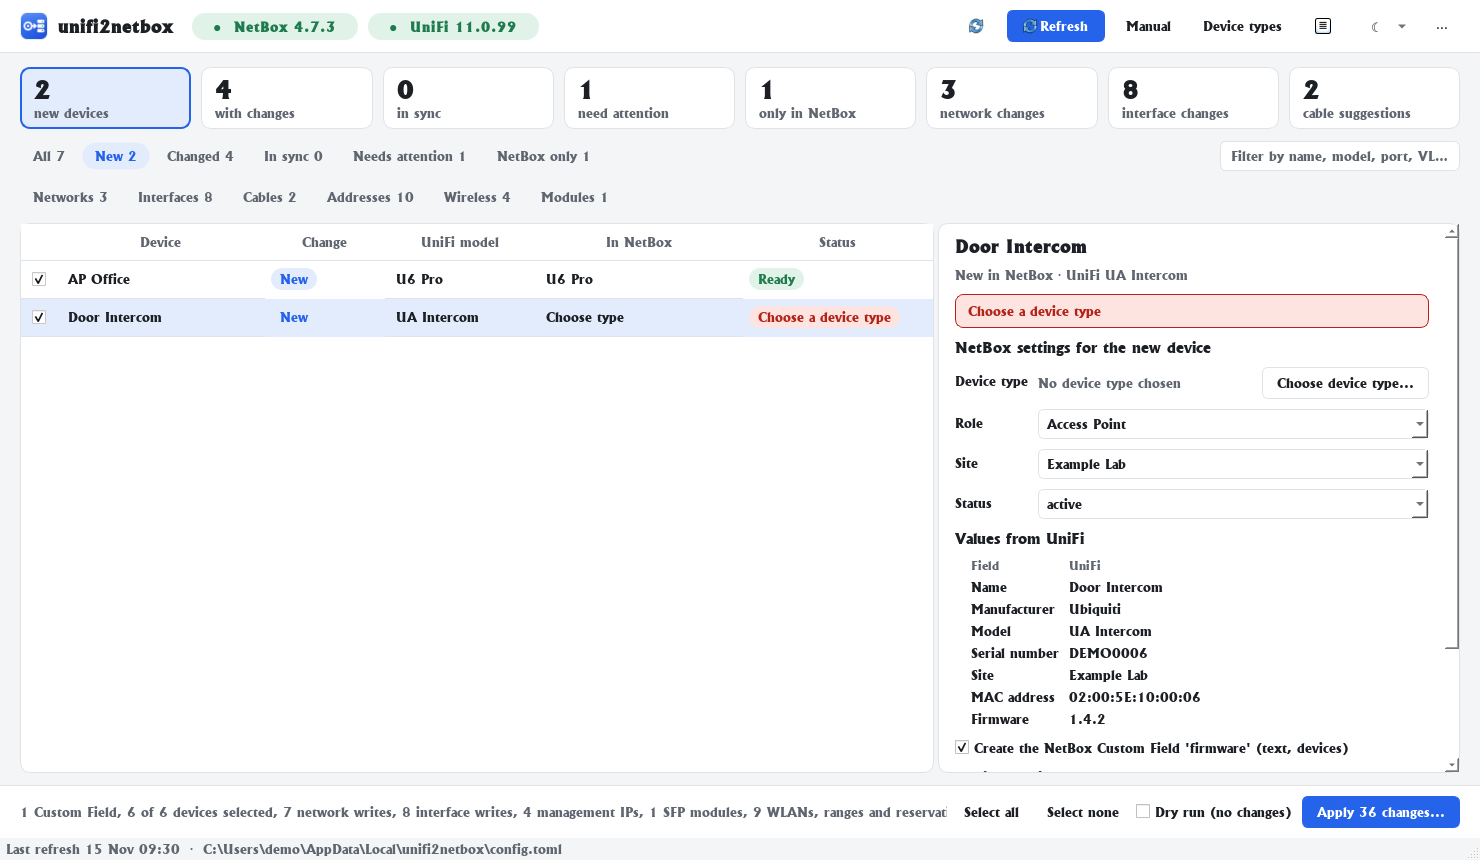 unifi2netbox
● NetBox 4.7.3
● UniFi 11.0.99
Refresh
Manual
Device types
...
2
new devices
4
with changes
0
in sync
1
need attention
1
only in NetBox
3
network changes
8
interface changes
2
cable suggestions
All 7
New 2
Changed 4
In sync 0
Needs attention 1
NetBox only 1
Filter by name, model, port, VL...
Networks 3
Interfaces 8
Cables 2
Addresses 10
Wireless 4
Modules 1
Device
Change
UniFi model
In NetBox
Status
AP Office
New
U6 Pro
U6 Pro
Ready
Door Intercom
New
UA Intercom
Choose type
Choose a device type
Door Intercom
New in NetBox · UniFi UA Intercom
Choose a device type
NetBox settings for the new device
Device type
No device type chosen
Choose device type...
Role
Access Point
Site
Example Lab
Status
active
Values from UniFi
Field
UniFi
Name
Door Intercom
Manufacturer
Ubiquiti
Model
UA Intercom
Serial number
DEMO0006
Site
Example Lab
MAC address
02:00:5E:10:00:06
Firmware
1.4.2
Create the NetBox Custom Field 'firmware' (text, devices)
1 Custom Field, 6 of 6 devices selected, 7 network writes, 8 interface writes, 4 management IPs, 1 SFP modules, 9 WLANs, ranges and
Select all
Select none
Dry run (no changes)
Apply 36 changes...
Last refresh 15 Nov 09:30 · C:\Users\demo\AppData\Local\unifi2netbox\config.toml